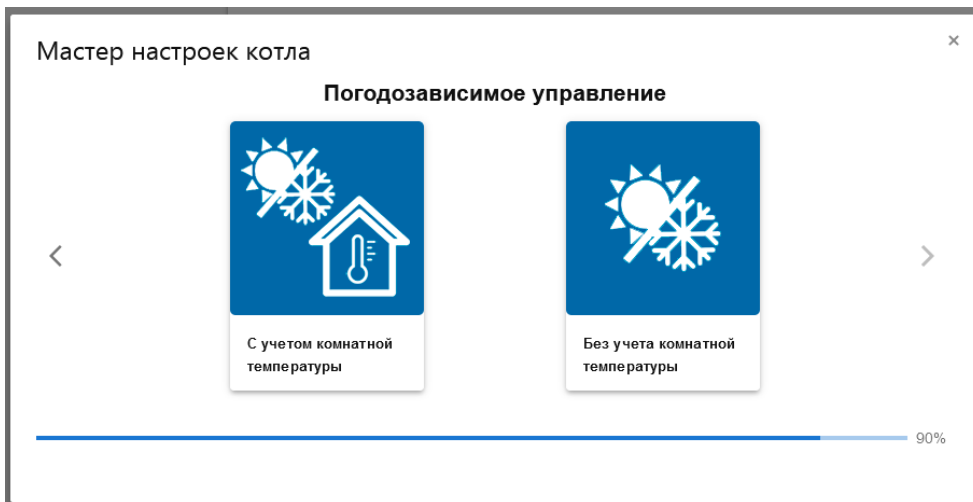 Мастер настроек котла
×
Погодозависимое управление
С учетом комнатной
температуры
Без учета комнатной
температуры
90%